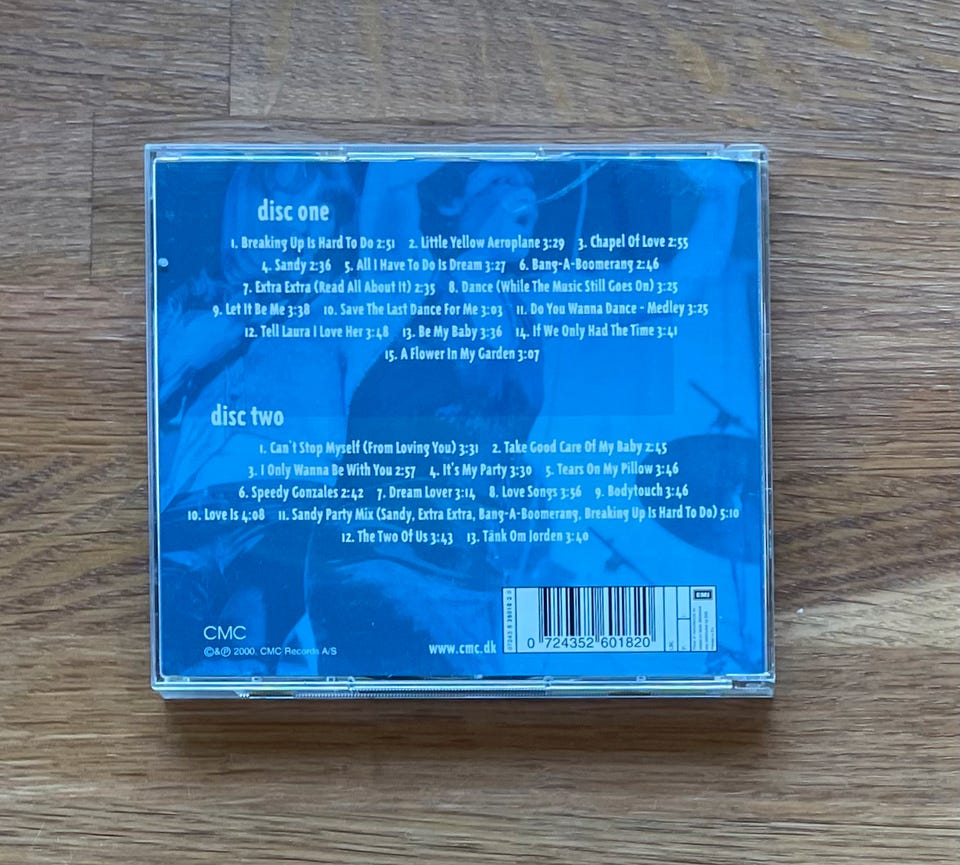 disc one
1. Breaking Up Is Hard To Do 2:51 2. Little Yellow Aeroplane 3:29 3. Chapel Of Love 2:55
4. Sandy 2:36 5. All I Have To Do Is Dream 3:27 6. Bang-A-Boomerang 2:46
7. Extra Extra (Read All About It) 2:35 8. Dance (While The Music Still Goes On) 3:25
9. Let It Be Me 3:38 10. Save The Last Dance For Me 3:03 11. Do You Wanna Dance - Medley 3:25
12. Tell Laura I Love Her 3:48 13. Be My Baby 3:36 14. If We Only Had The Time 3:41
15. A Flower In My Garden 3:07
disc two
1. Can't Stop Myself (From Loving You) 3:31 2. Take Good Care Of My Baby 2:45
3. I Only Wanna Be With You 2:57 4. It's My Party 3:30 5. Tears On My Pillow 3:46
6. Speedy Gonzales 2:42 7. Dream Lover 3:14 8. Love Songs 3:56 9. Bodytouch 3:46
10. Love Is 4:08 11. Sandy Party Mix (Sandy, Extra Extra, Bang-A-Boomerang, Breaking Up Is Hard To Do) 5:10
12. The Two Of Us 3:43 13. Tänk Om Jorden 3:40
CMC
©&℗ 2000. CMC Records A/S
www.cmc.dk
0 724352 601820
EMI